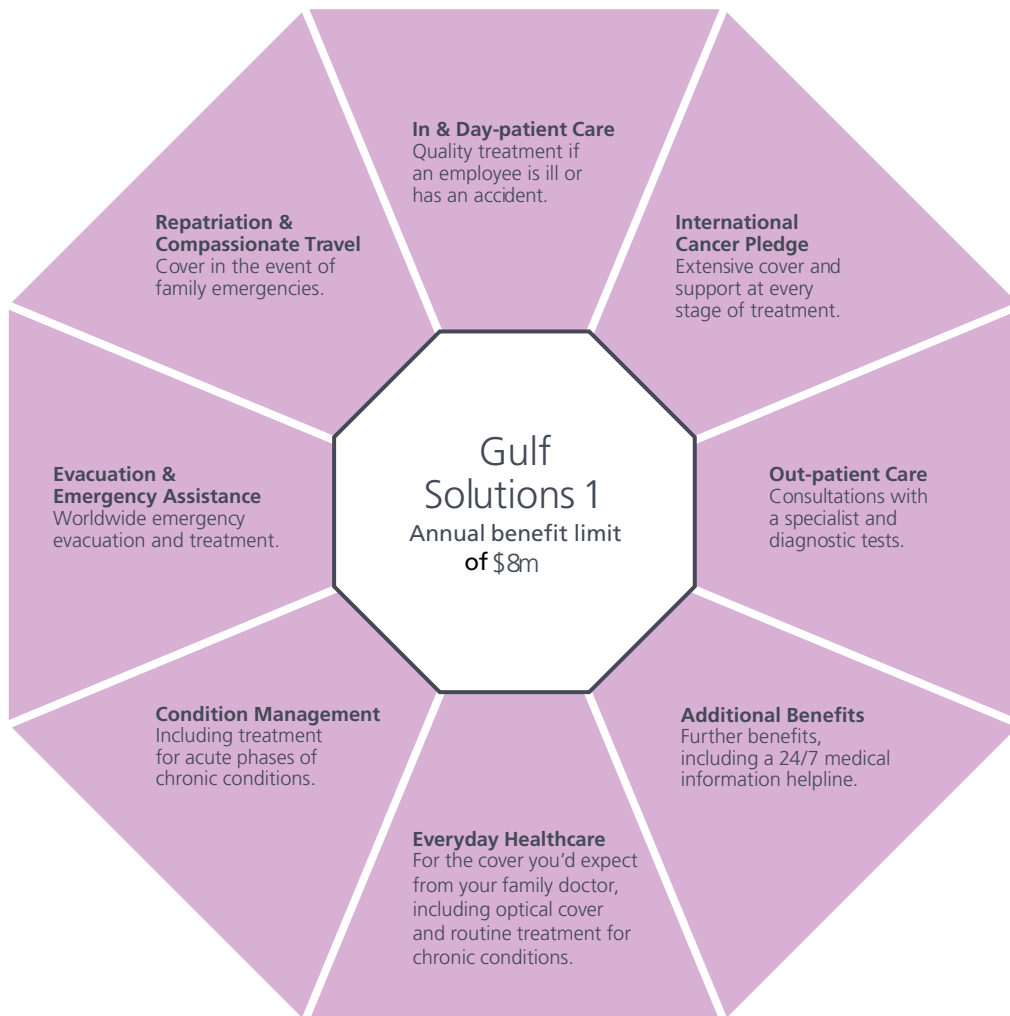 In & Day-patient Care
Quality treatment if
an employee is ill or
has an accident.
Repatriation &
Compassionate Travel
Cover in the event of
family emergencies.
International
Cancer Pledge
Extensive cover and
support at every
stage of treatment.
Gulf
Solutions 1
Annual benefit limit
of $8m
Evacuation &
Emergency Assistance
Worldwide emergency
evacuation and treatment.
Out-patient Care
Consultations with
a specialist and
diagnostic tests.
Condition Management
Including treatment
for acute phases of
chronic conditions.
Additional Benefits
Further benefits,
including a 24/7 medical
information helpline.
Everyday Healthcare
For the cover you'd expect
from your family doctor,
including optical cover
and routine treatment for
chronic conditions.